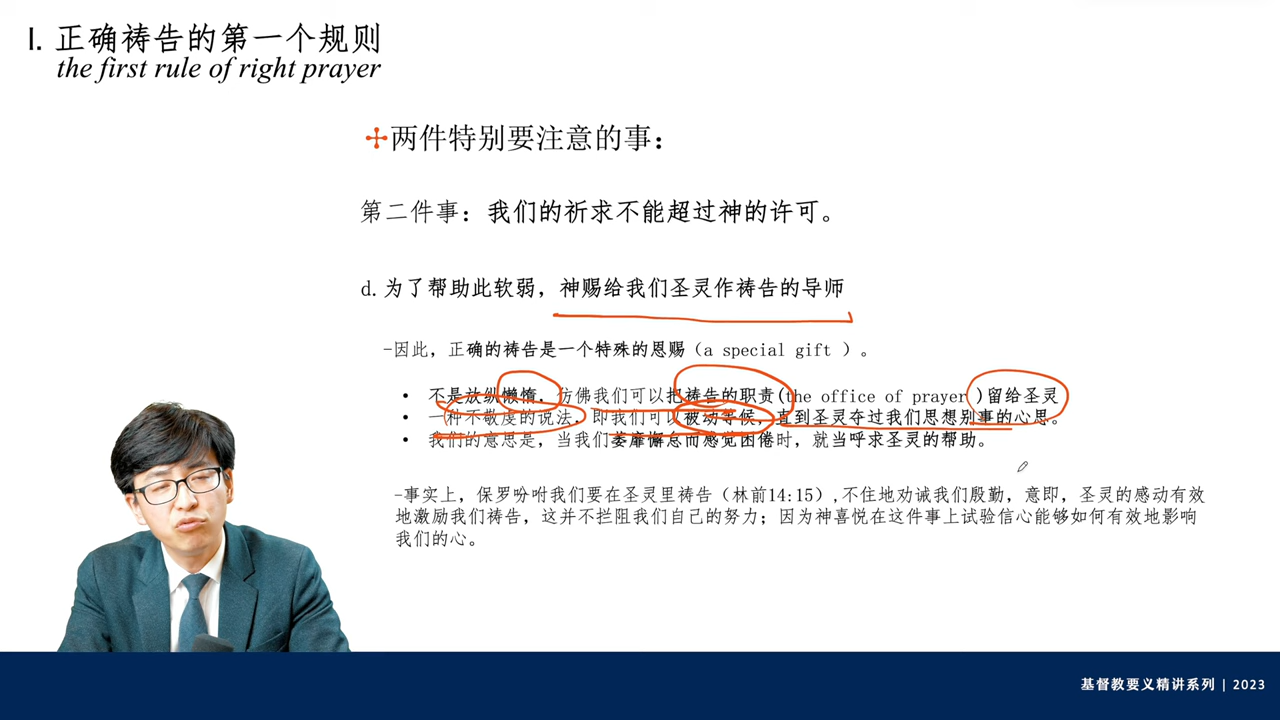 I. 正确祷告的第一个规则
the first rule of right prayer
两件特别要注意的事：
第二件事：我们的祈求不能超过神的许可。
d.为了帮助此软弱，神赐给我们圣灵作祷告的导师
-因此，正确的祷告是一个特殊的恩赐（a special gift ）。
• 不是放纵懒惰，仿佛我们可以把祷告的职责(the office of prayer )留给圣灵
• 一种不敬虔的说法，即我们可以被动等候，直到圣灵夺过我们思想别事的心思。
• 我们的意思是，当我们萎靡懈怠而感觉困倦时，就当呼求圣灵的帮助。
-事实上，保罗吩咐我们要在圣灵里祷告（林前14:15）,不住地劝诫我们殷勤，意即，圣灵的感动有效
地激励我们祷告，这并不拦阻我们自己的努力；因为神喜悦在这件事上试验信心能够如何有效地影响
我们的心。
基督教要义精讲系列 | 2023